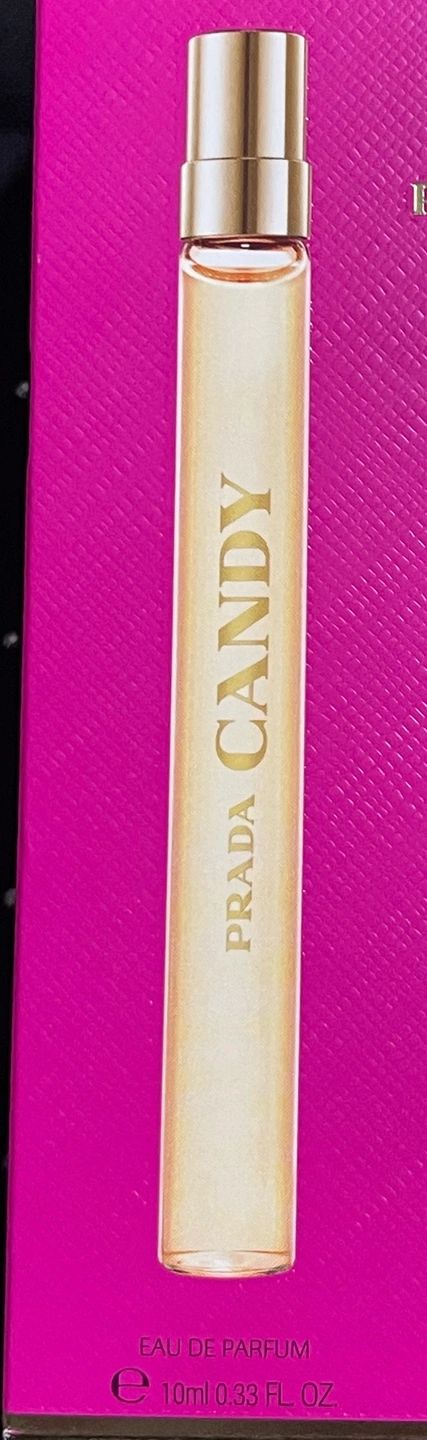 PRADA CANDY
EAU DE PARFUM
e 10ml 0.33 FL. OZ.